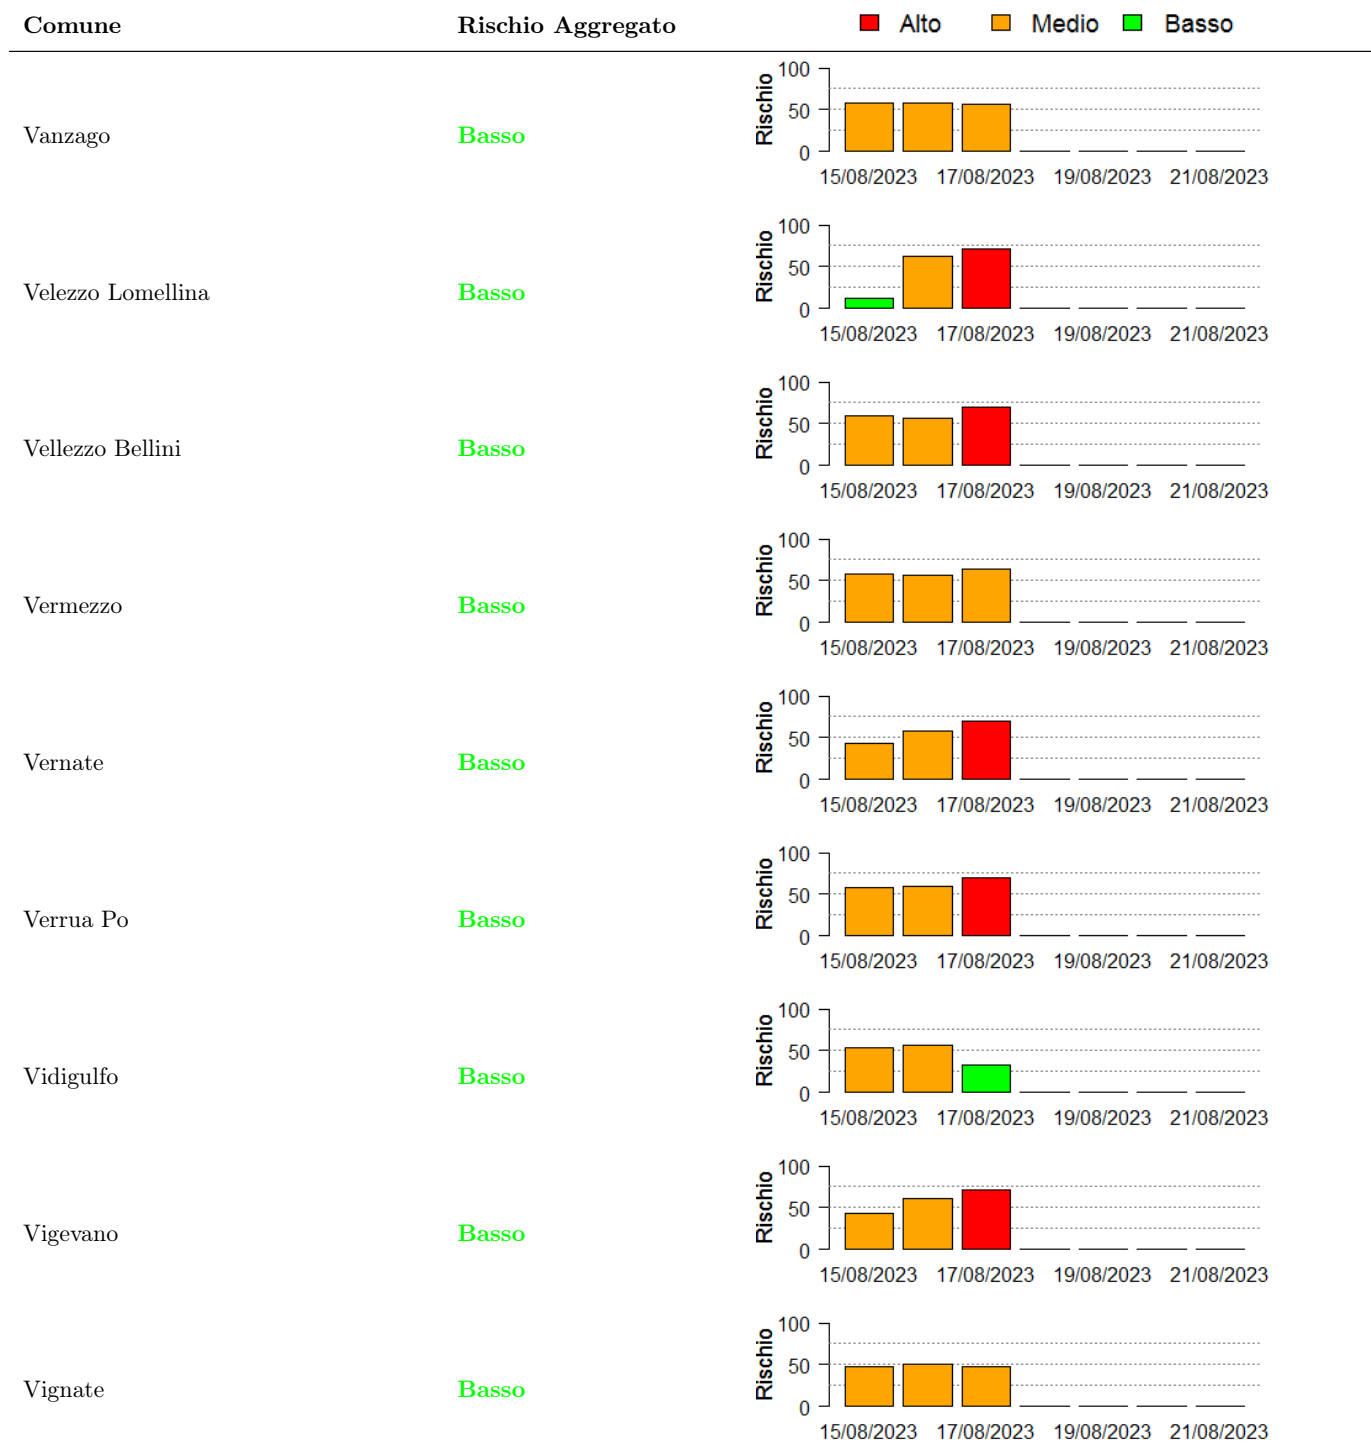 Comune Rischio Aggregato Alto Medio Basso
100
Rischio
50
Vanzago Basso
0
15/08/2023 17/08/2023 19/08/2023 21/08/2023
100
Rischio
50
Velezzo Lomellina Basso
0
15/08/2023 17/08/2023 19/08/2023 21/08/2023
100
Rischio
50
Vellezzo Bellini Basso
0
15/08/2023 17/08/2023 19/08/2023 21/08/2023
100
Rischio
50
Vermezzo Basso
0
15/08/2023 17/08/2023 19/08/2023 21/08/2023
100
Rischio
50
Vernate Basso
0
15/08/2023 17/08/2023 19/08/2023 21/08/2023
100
Rischio
50
Verrua Po Basso
0
15/08/2023 17/08/2023 19/08/2023 21/08/2023
100
Rischio
50
Vidigulfo Basso
0
15/08/2023 17/08/2023 19/08/2023 21/08/2023
100
Rischio
50
Vigevano Basso
0
15/08/2023 17/08/2023 19/08/2023 21/08/2023
100
Rischio
50
Vignate Basso
0
15/08/2023 17/08/2023 19/08/2023 21/08/2023